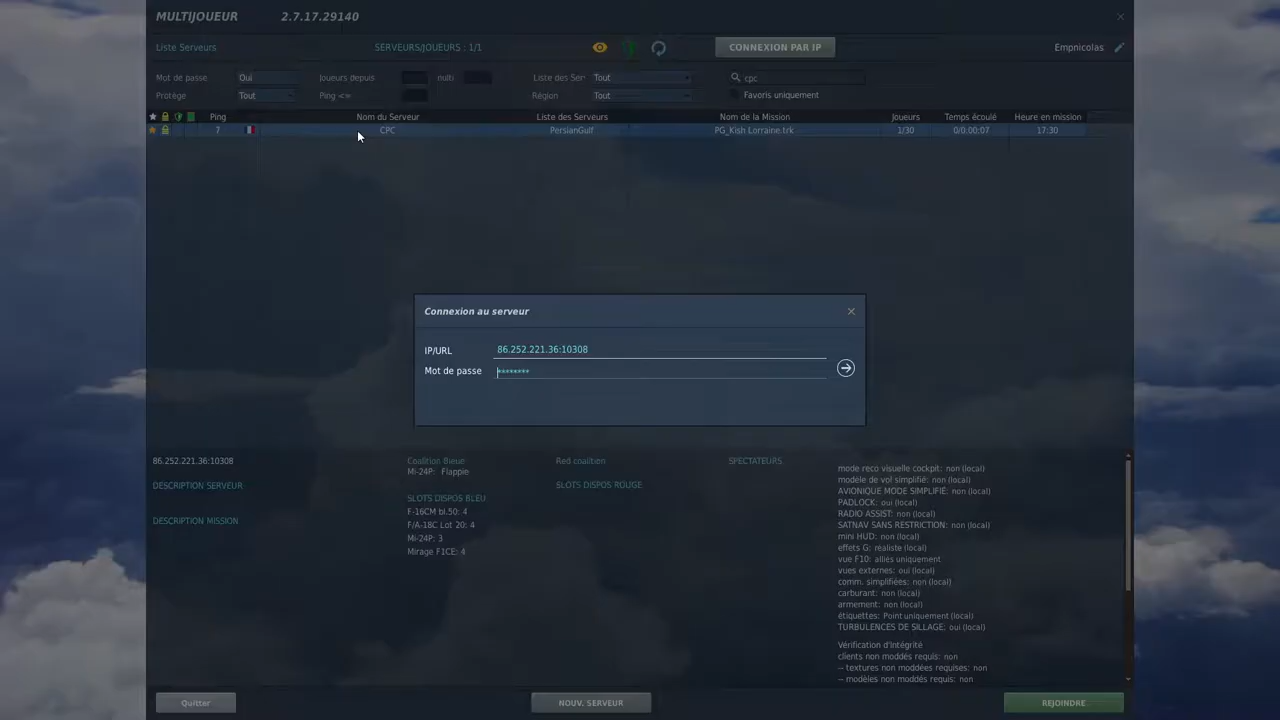 MULTIJOUEUR 2.7.17.29140
Liste Serveurs SERVEURS/JOUEURS : 1/1 CONNEXION PAR IP Empnicolas
Mot de passe Oui Joueurs depuis nulti Liste des Ser Tout cpc
Protège Tout Ping <= Région Tout Favoris uniquement
Ping Nom du Serveur Liste des Serveurs Nom de la Mission Joueurs Temps écoulé Heure en mission
7 CPC PersianGulf PG_Kish Lorraine.trk 1/30 0/0.00:07 17:30
Connexion au serveur
IP/URL 86.252.221.36:10308
Mot de passe ********
86.252.221.36:10308
DESCRIPTION SERVEUR
DESCRIPTION MISSION
Coalition Bleue
Mi-24P: Flappie
SLOTS DISPOS BLEU
F-16CM bl.50: 4
F/A-18C Lot 20: 4
Mi-24P: 3
Mirage F1CE: 4
Red coalition
SLOTS DISPOS ROUGE
SPECTATEURS
mode reco visuelle cockpit: non (local)
modèle de vol simplifié: non (local)
AVIONIQUE MODE SIMPLIFIÉ: non (local)
PADLOCK: oui (local)
RADIO ASSIST: non (local)
SATNAV SANS RESTRICTION: non (local)
mini HUD: non (local)
effets G: réaliste (local)
vue F10: alliés uniquement
vues externes: oui (local)
comm. simplifiées: non (local)
carburant: non (local)
armement: non (local)
étiquettes: Point uniquement (local)
TURBULENCES DE SILLAGE: oui (local)
Vérification d'Intégrité
clients non moddés requis: non
-- textures non moddées requises: non
-- modèles non moddés requis: non
Quitter NOUV. SERVEUR REJOINDRE